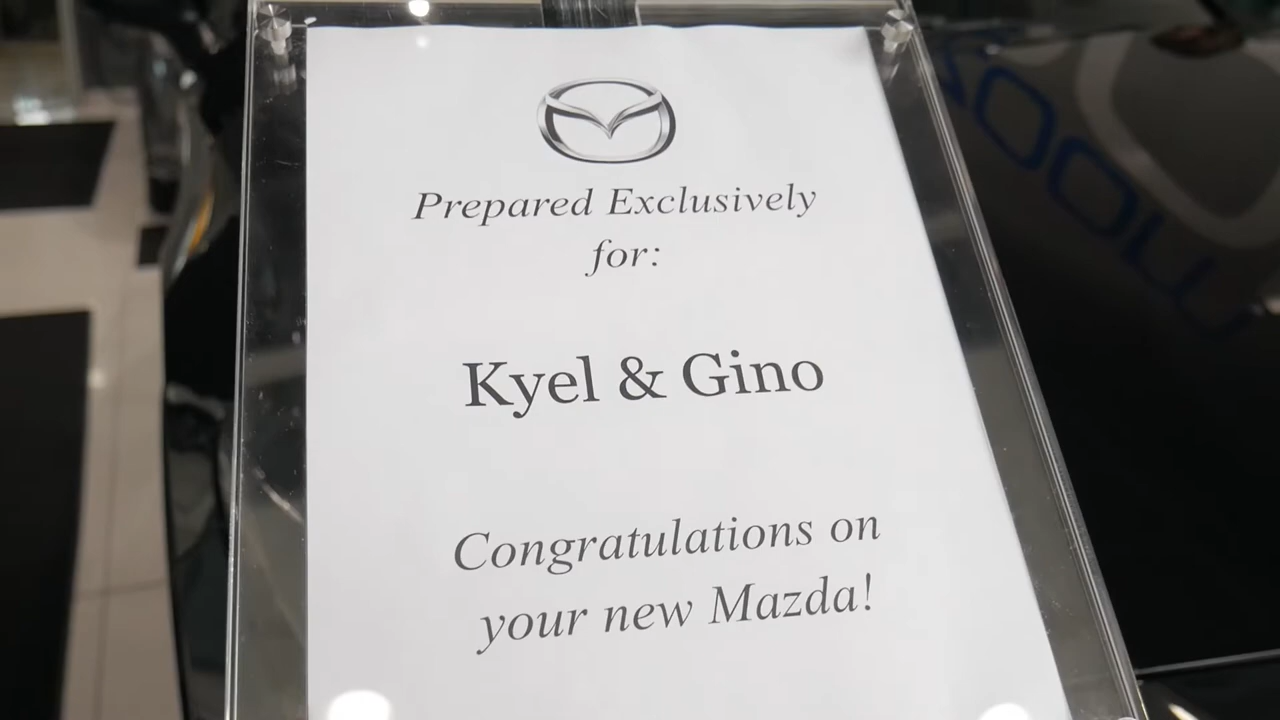 Prepared Exclusively
for:
Kyel & Gino
Congratulations on
your new Mazda!